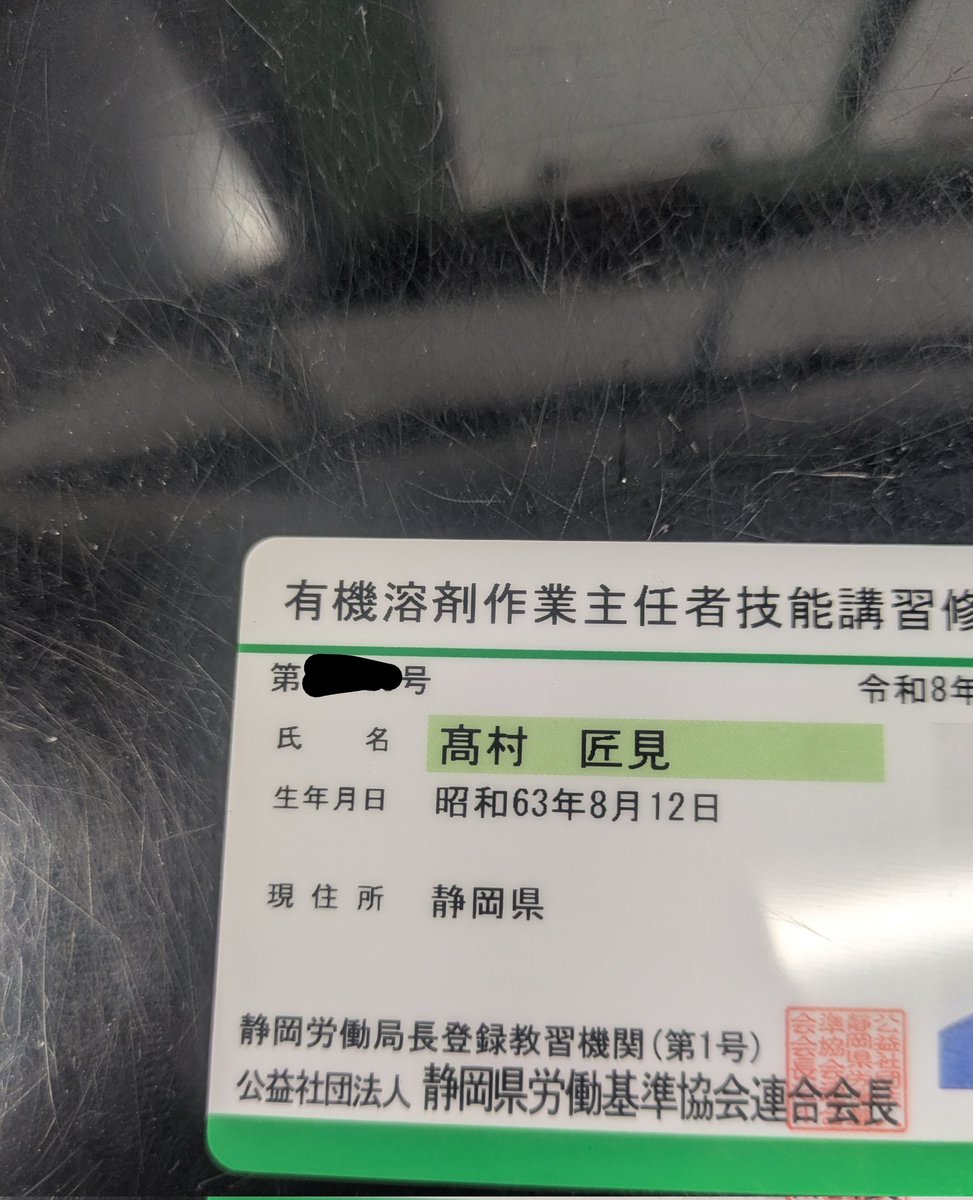 有機溶剤作業主任者技能講習修
第 号
令和8年
氏 名 髙村 匠見
生年月日 昭和63年8月12日
現住所 静岡県
静岡労働局長登録教習機関(第1号)
公益社団法人 静岡県労働基準協会連合会長